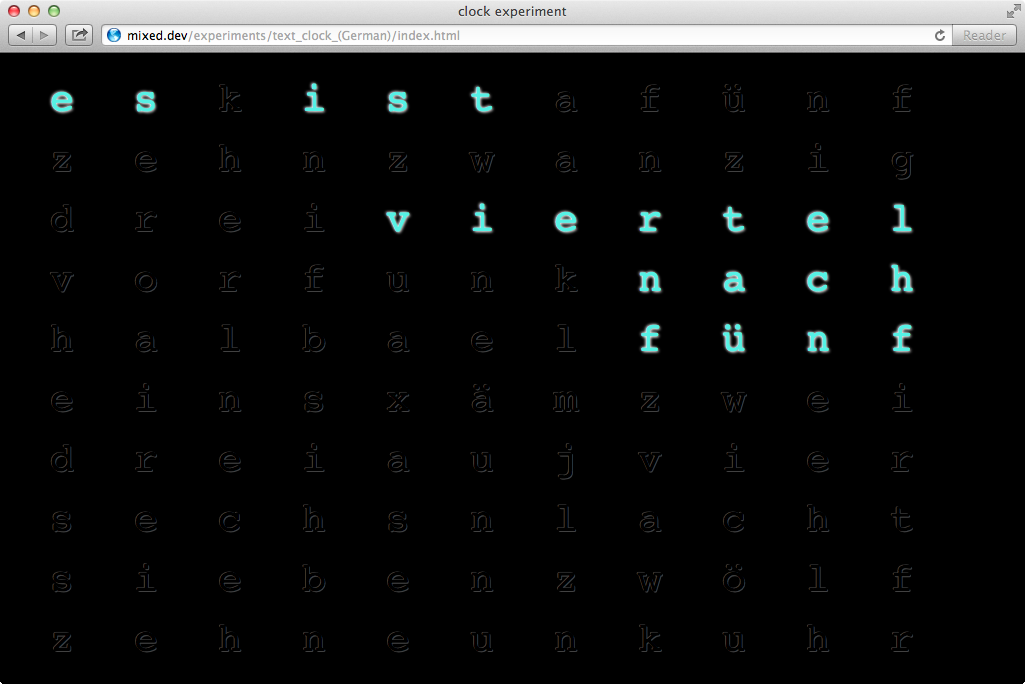 clock experiment
mixed.dev/experiments/text_clock_(German)/index.html
Reader
e s k i s t a f ü n f
z e h n z w a n z i g
d r e i v i e r t e l
v o r f u n k n a c h
h a l b a e l f ü n f
e i n s x ä m z w e i
d r e i a u j v i e r
s e c h s n l a c h t
s i e b e n z w ö l f
z e h n e u n k u h r